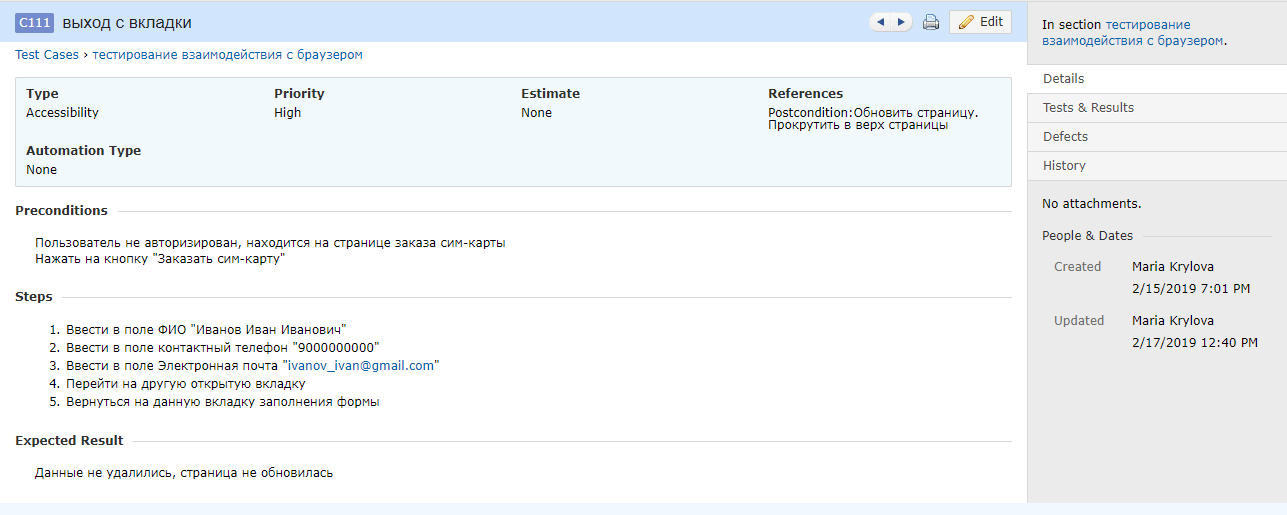 C111 выход с вкладки
Edit
Test Cases › тестирование взаимодействия с браузером
Type
Accessibility
Priority
High
Estimate
None
References
Postcondition:Обновить страницу.
Прокрутить в верх страницы
Automation Type
None
Preconditions
Пользователь не авторизирован, находится на странице заказа сим-карты
Нажать на кнопку "Заказать сим-карту"
Steps
1. Ввести в поле ФИО "Иванов Иван Иванович"
2. Ввести в поле контактный телефон "9000000000"
3. Ввести в поле Электронная почта "ivanov_ivan@gmail.com"
4. Перейти на другую открытую вкладку
5. Вернуться на данную вкладку заполнения формы
Expected Result
Данные не удалились, страница не обновилась
In section тестирование
взаимодействия с браузером.
Details
Tests & Results
Defects
History
No attachments.
People & Dates
Created Maria Krylova
2/15/2019 7:01 PM
Updated Maria Krylova
2/17/2019 12:40 PM